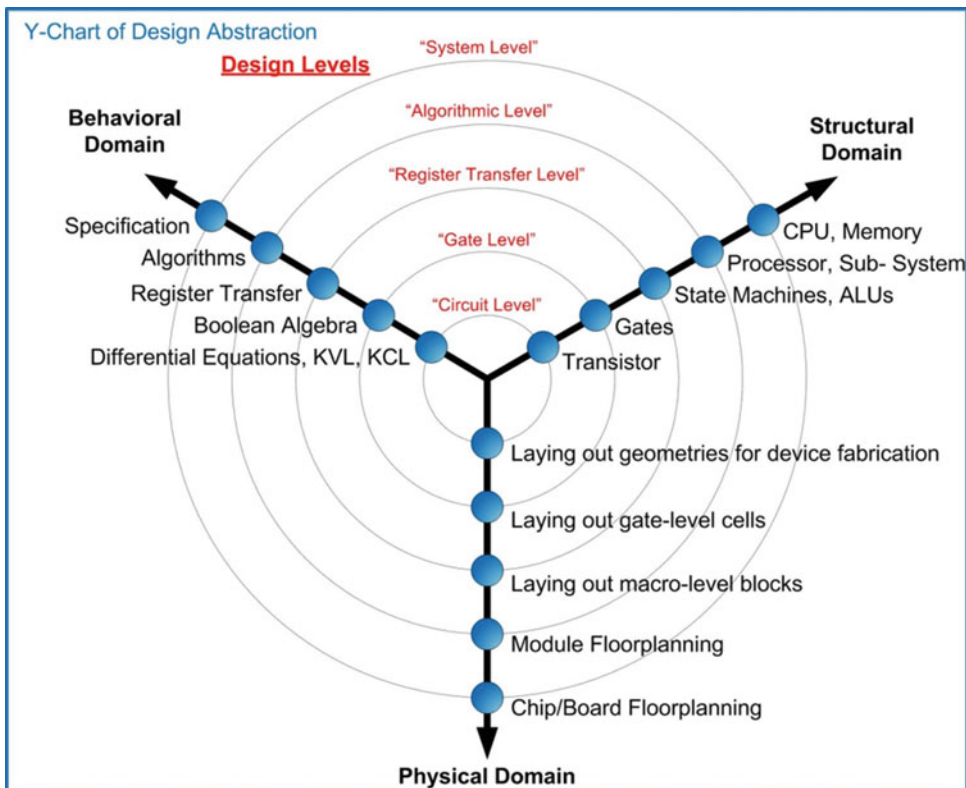 Y-Chart of Design Abstraction
Design Levels
“System Level”
“Algorithmic Level”
“Register Transfer Level”
“Gate Level”
“Circuit Level”
Behavioral
Domain
Specification
Algorithms
Register Transfer
Boolean Algebra
Differential Equations, KVL, KCL
Structural
Domain
CPU, Memory
Processor, Sub- System
State Machines, ALUs
Gates
Transistor
Laying out geometries for device fabrication
Laying out gate-level cells
Laying out macro-level blocks
Module Floorplanning
Chip/Board Floorplanning
Physical Domain